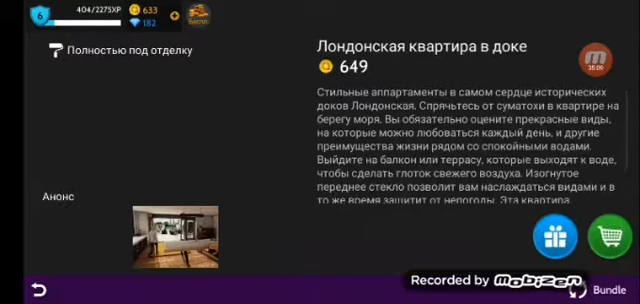 6
404/2275XP
633
182
Беспл
Полностью под отделку
Лондонская квартира в доке
649
35:09
Стильные аппартаменты в самом сердце исторических
доков Лондонская. Спрячьтесь от суматохи в квартире на
берегу моря. Вы обязательно оцените прекрасные виды,
на которые можно любоваться каждый день, и другие
преимущества жизни рядом со спокойными водами.
Выйдите на балкон или террасу, которые выходят к воде,
чтобы сделать глоток свежего воздуха. Изогнутое
переднее стекло позволит вам наслаждаться видами и в
то же время защитит от непогоды. Эта квартира
Анонс
Recorded by Mobizen
Bundle